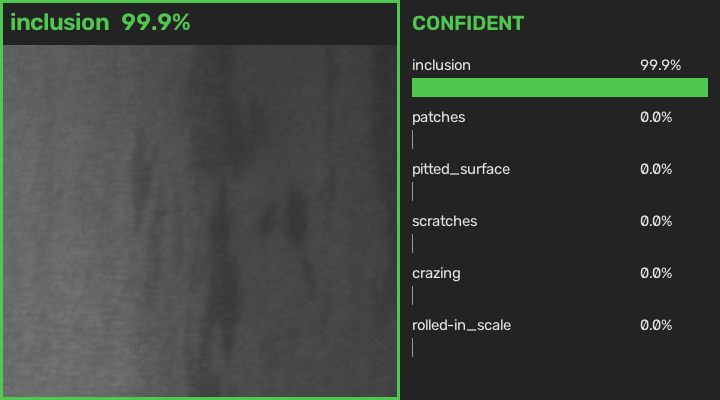 inclusion 99.9%
CONFIDENT
inclusion 99.9%
patches 0.0%
pitted_surface 0.0%
scratches 0.0%
crazing 0.0%
rolled-in_scale 0.0%